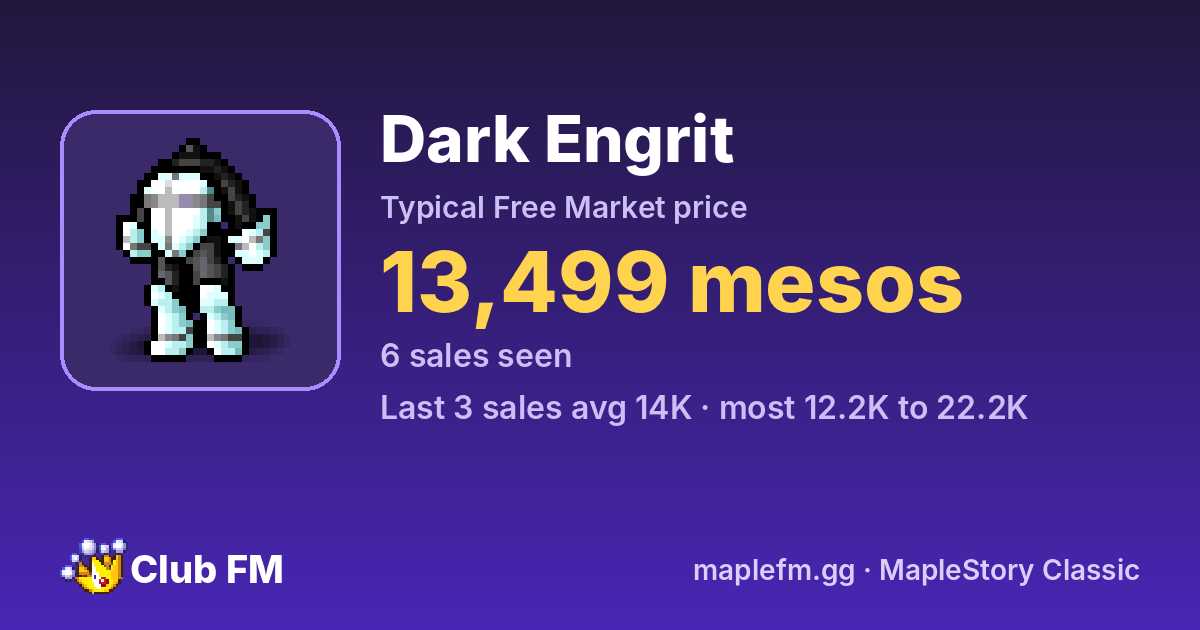 Dark Engrit
Typical Free Market price
13,499 mesos
6 sales seen
Last 3 sales avg 14K · most 12.2K to 22.2K
Club FM
maplefm.gg · MapleStory Classic